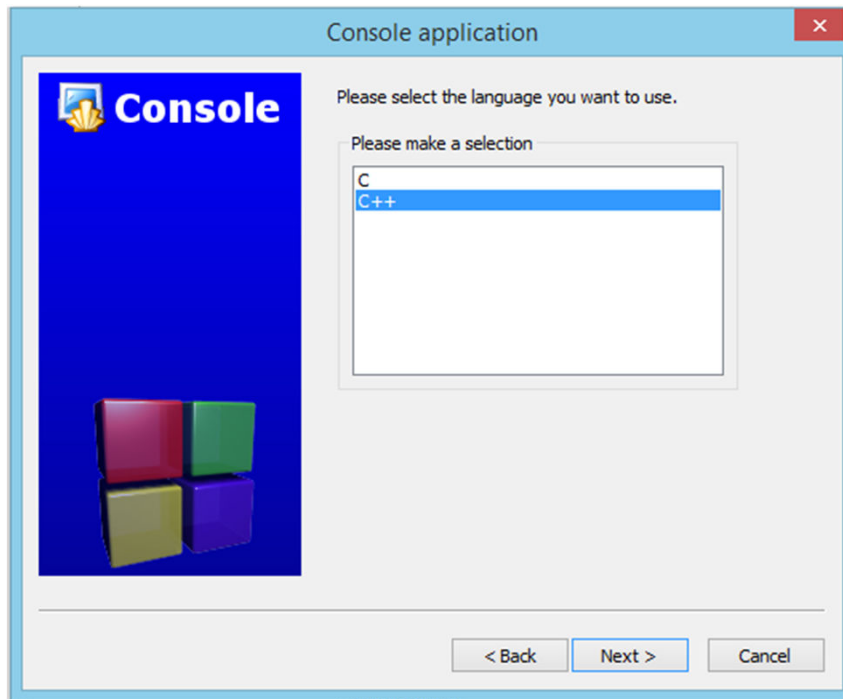 Console application
Console
Please select the language you want to use.
Please make a selection
C
C++
< Back
Next >
Cancel